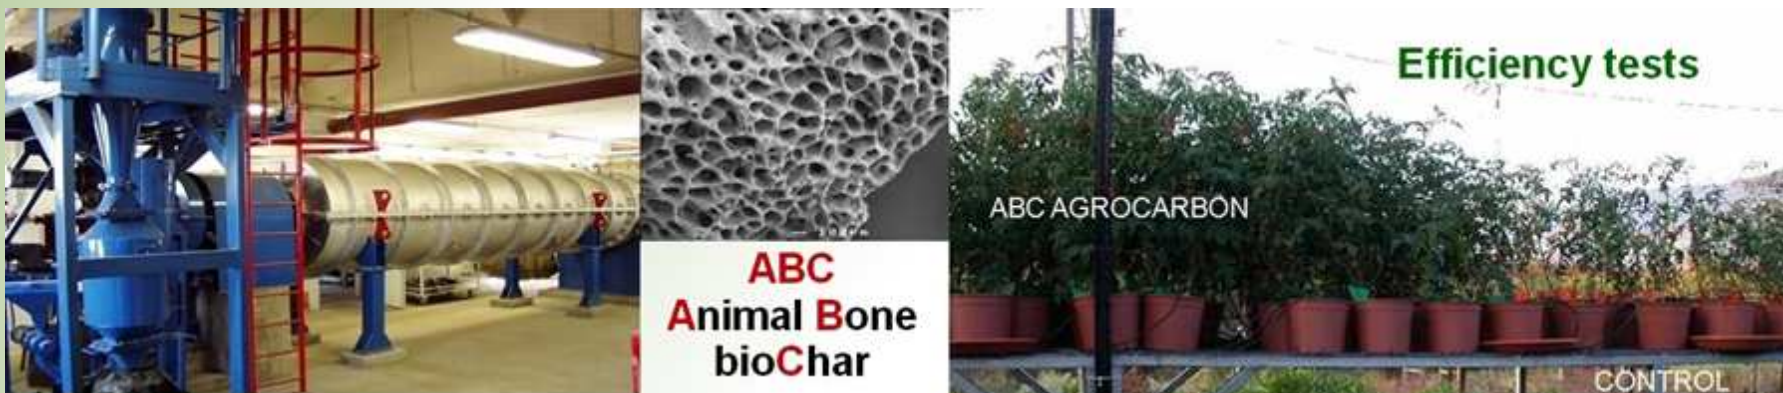 ABC
Animal Bone
bioChar
Efficiency tests
ABC AGROCARBON
CONTROL